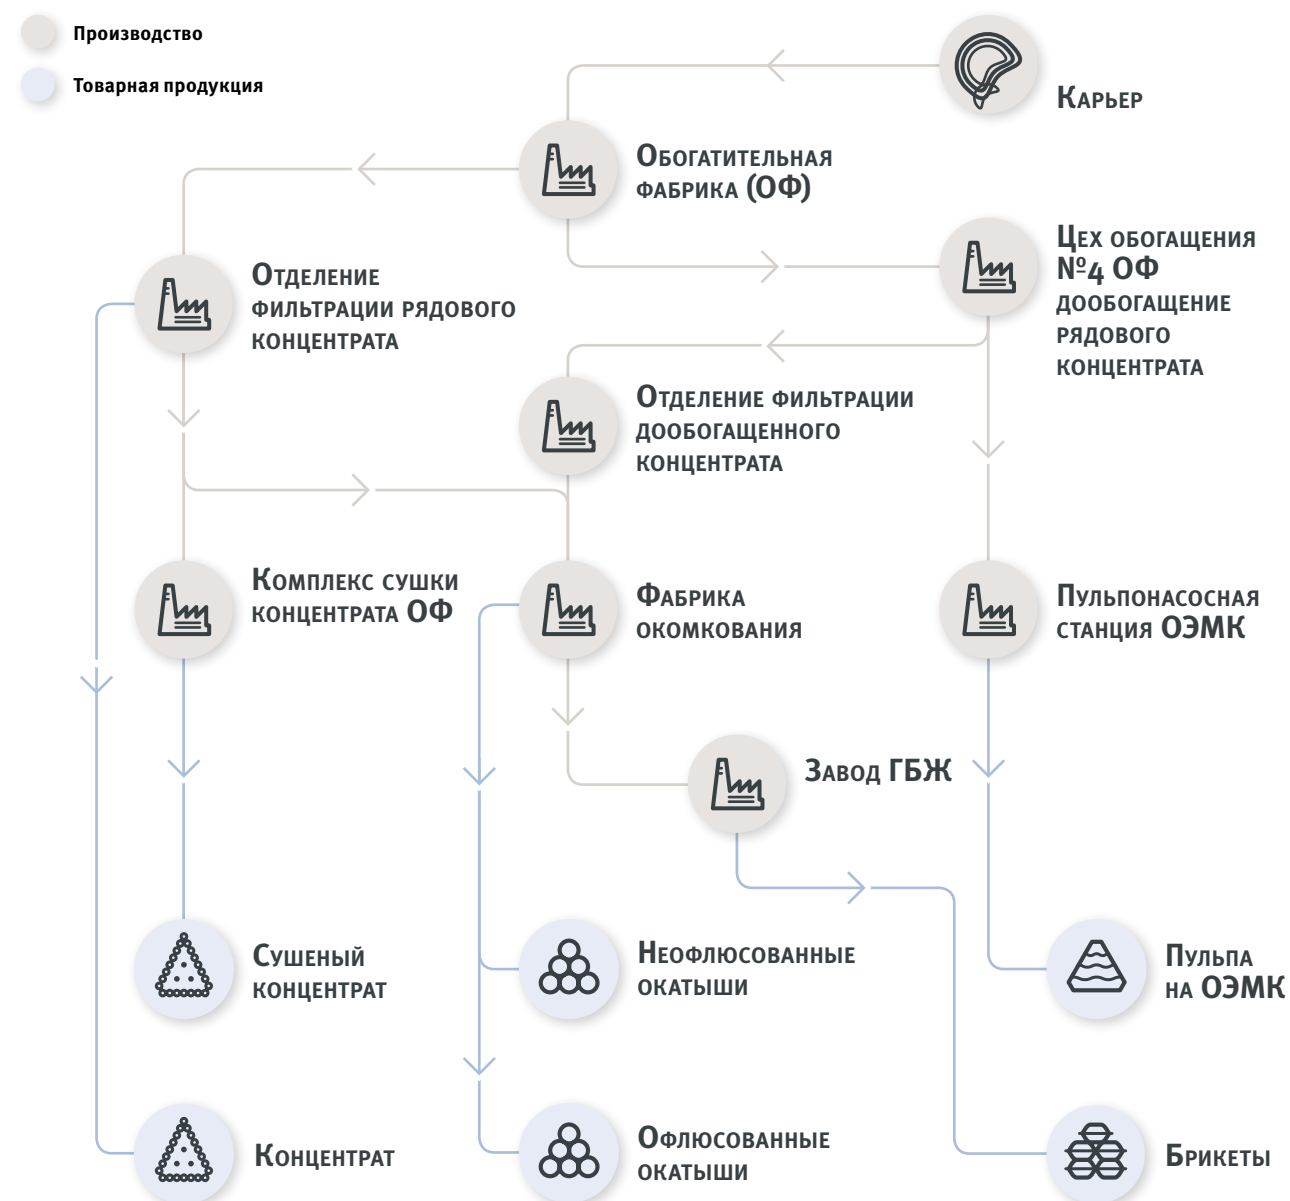 Производство
Товарная продукция
Карьер
Обогатительная
фабрика (ОФ)
Цех обогащения
№4 ОФ
дообогащение
рядового
концентрата
Отделение
фильтрации рядового
концентрата
Отделение фильтрации
дообогащенного
концентрата
Комплекс сушки
концентрата ОФ
Фабрика
окомкования
Пульпонасосная
станция ОЭМК
Завод ГБЖ
Сушеный
концентрат
Неофлюсованные
окатыши
Пульпа
на ОЭМК
Концентрат
Офлюсованные
окатыши
Брикеты